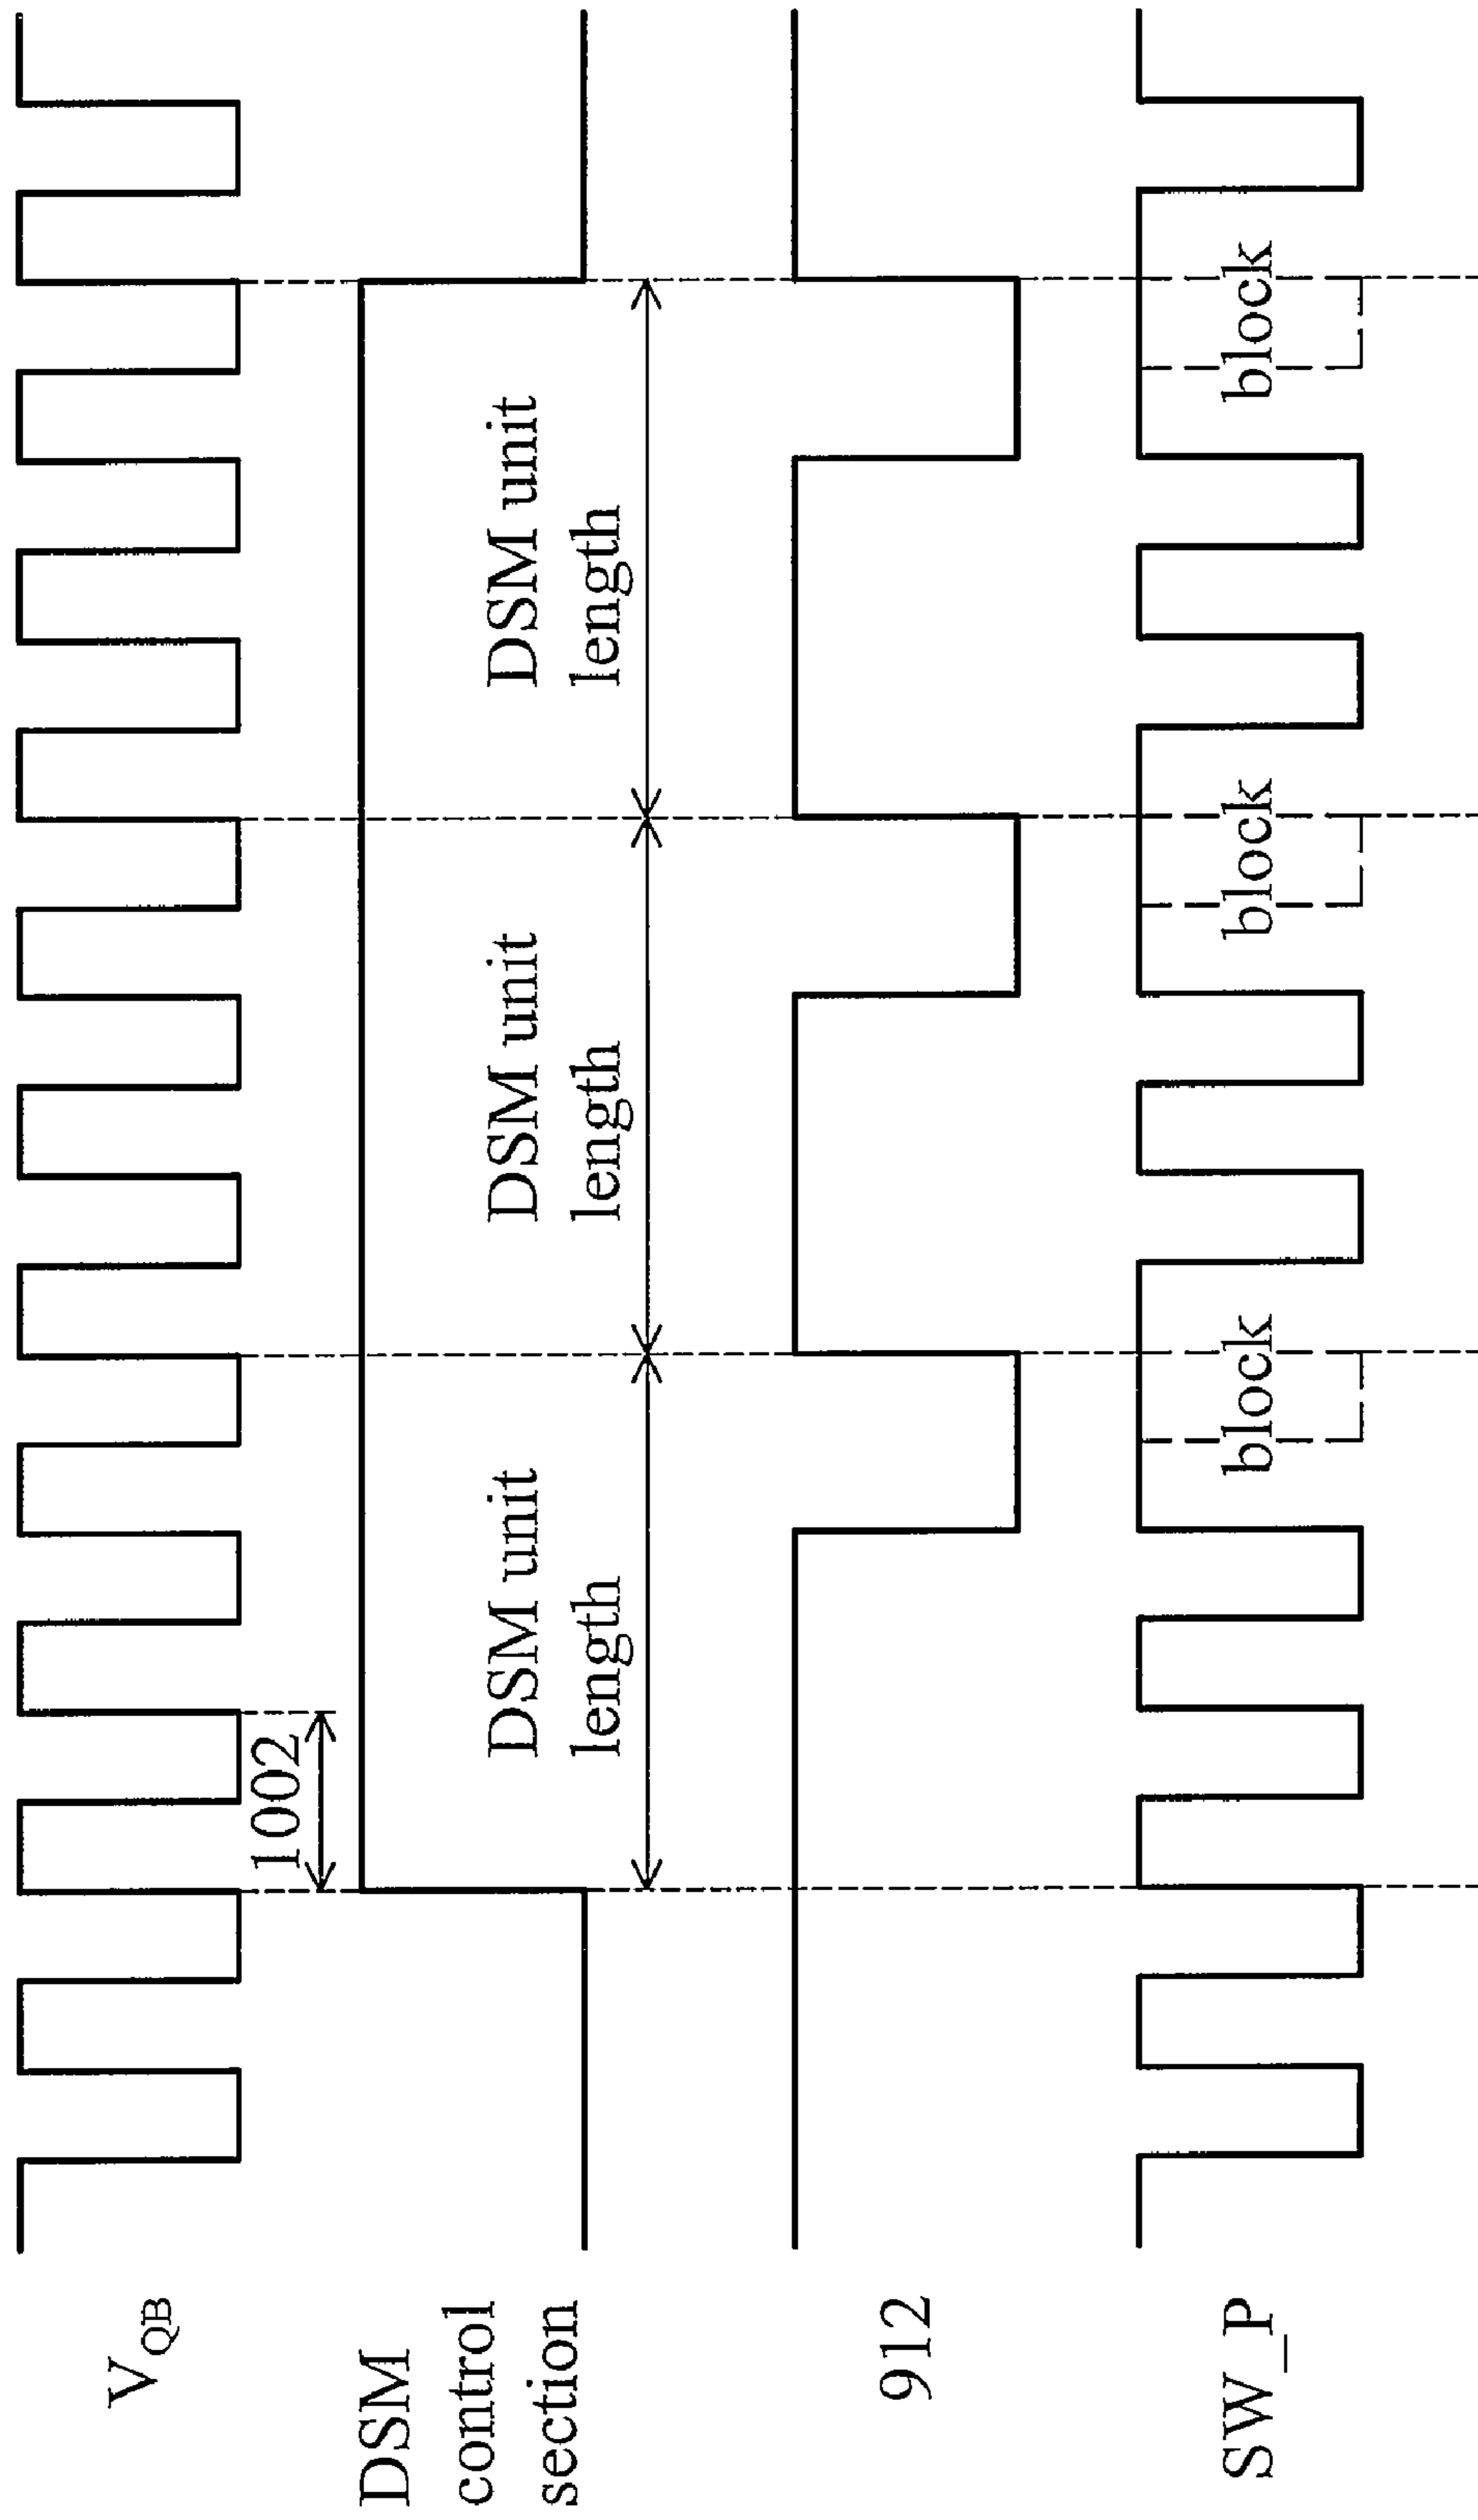 V_QB
1002
DSM
control
section
DSM unit
length
DSM unit
length
DSM unit
length
912
SW_P
block
block
block